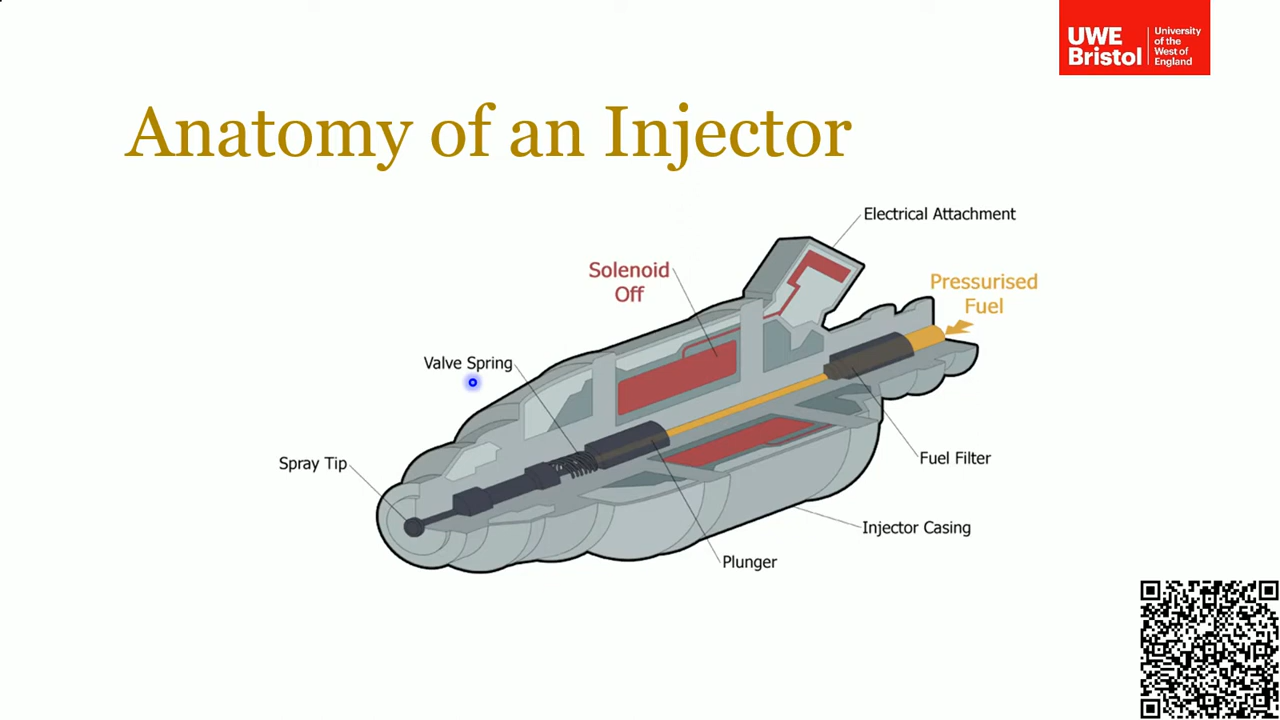 UWE
Bristol
University
of the
West of
England
Anatomy of an Injector
Electrical Attachment
Solenoid
Off
Pressurised
Fuel
Valve Spring
Spray Tip
Fuel Filter
Injector Casing
Plunger